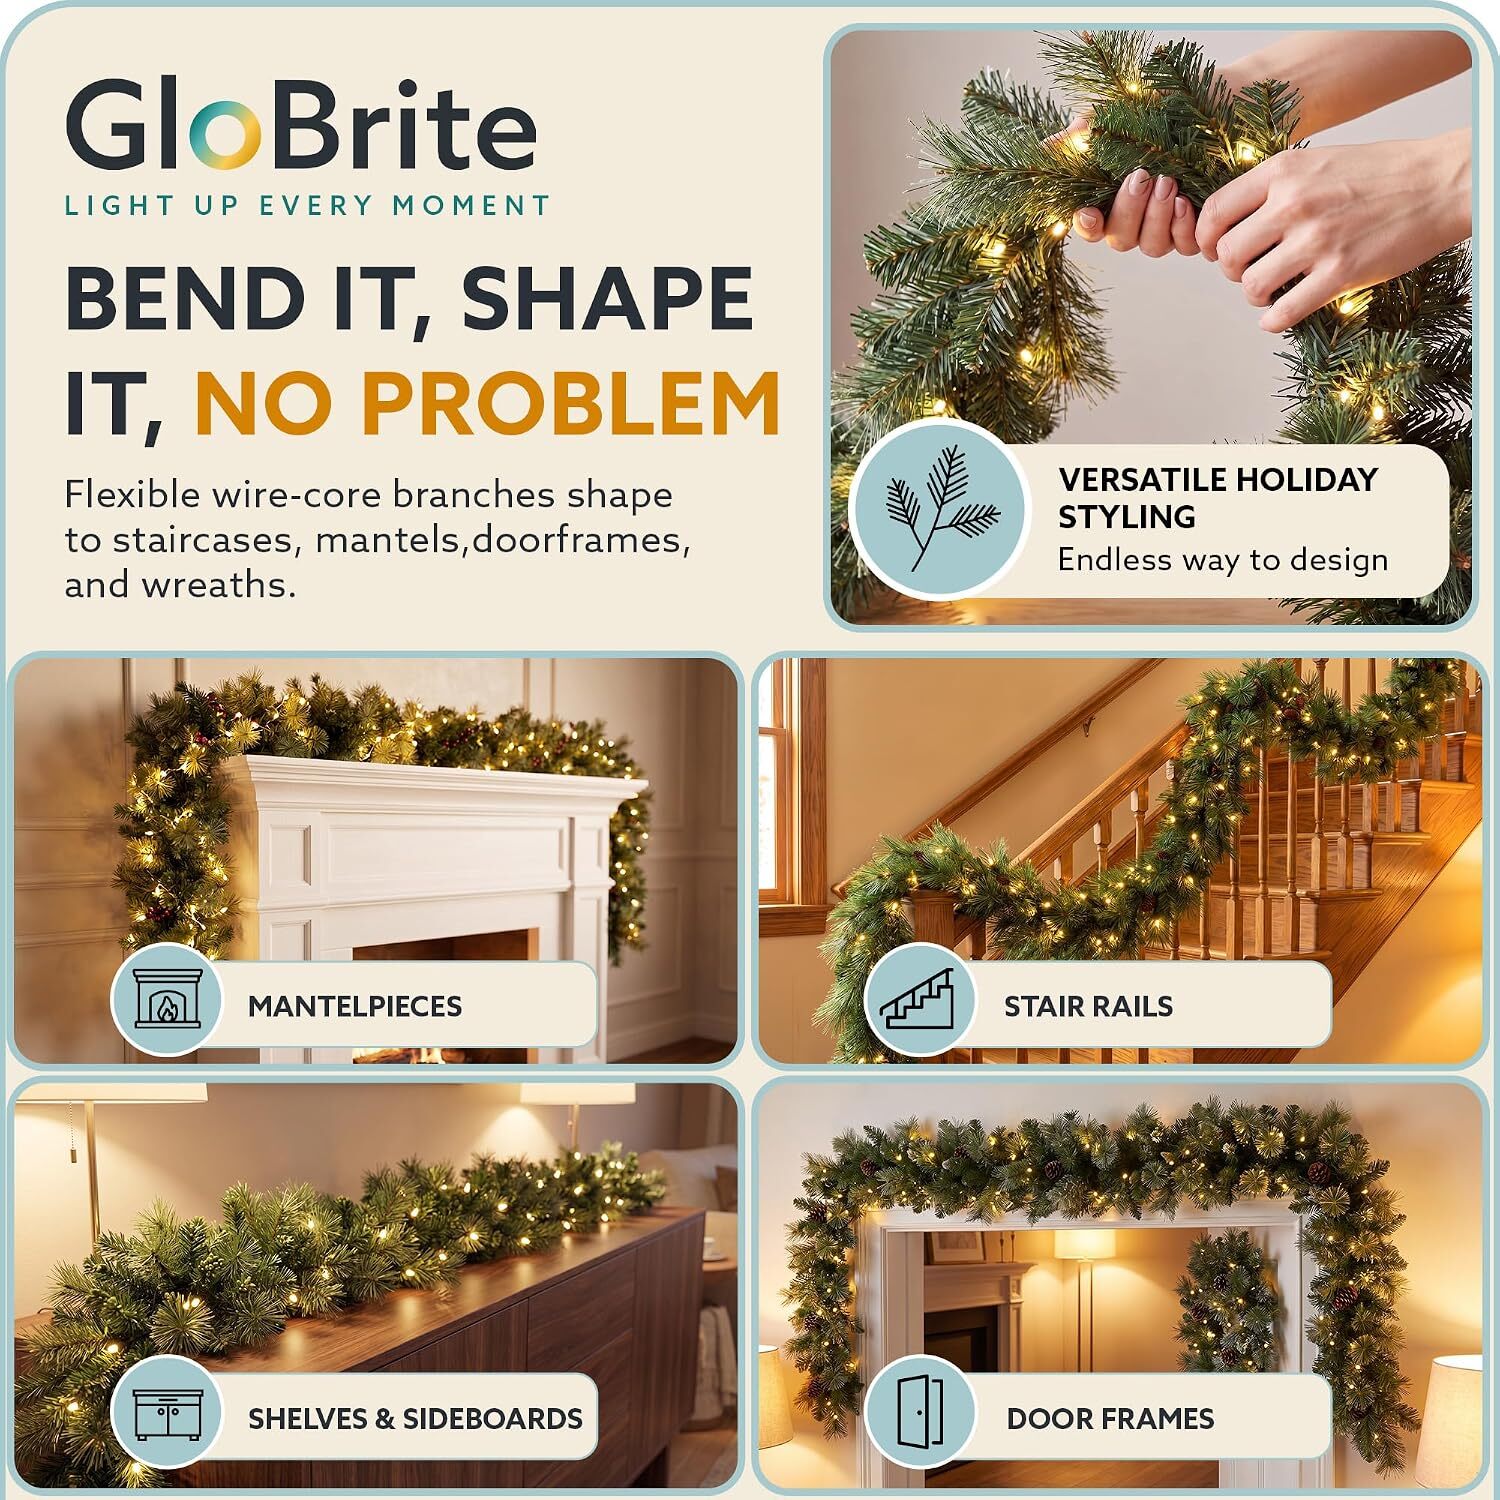 GloBrite
LIGHT UP EVERY MOMENT
BEND IT, SHAPE
IT, NO PROBLEM
Flexible wire-core branches shape
to staircases, mantels,doorframes,
and wreaths.
VERSATILE HOLIDAY
STYLING
Endless way to design
MANTELPIECES
STAIR RAILS
SHELVES & SIDEBOARDS
DOOR FRAMES